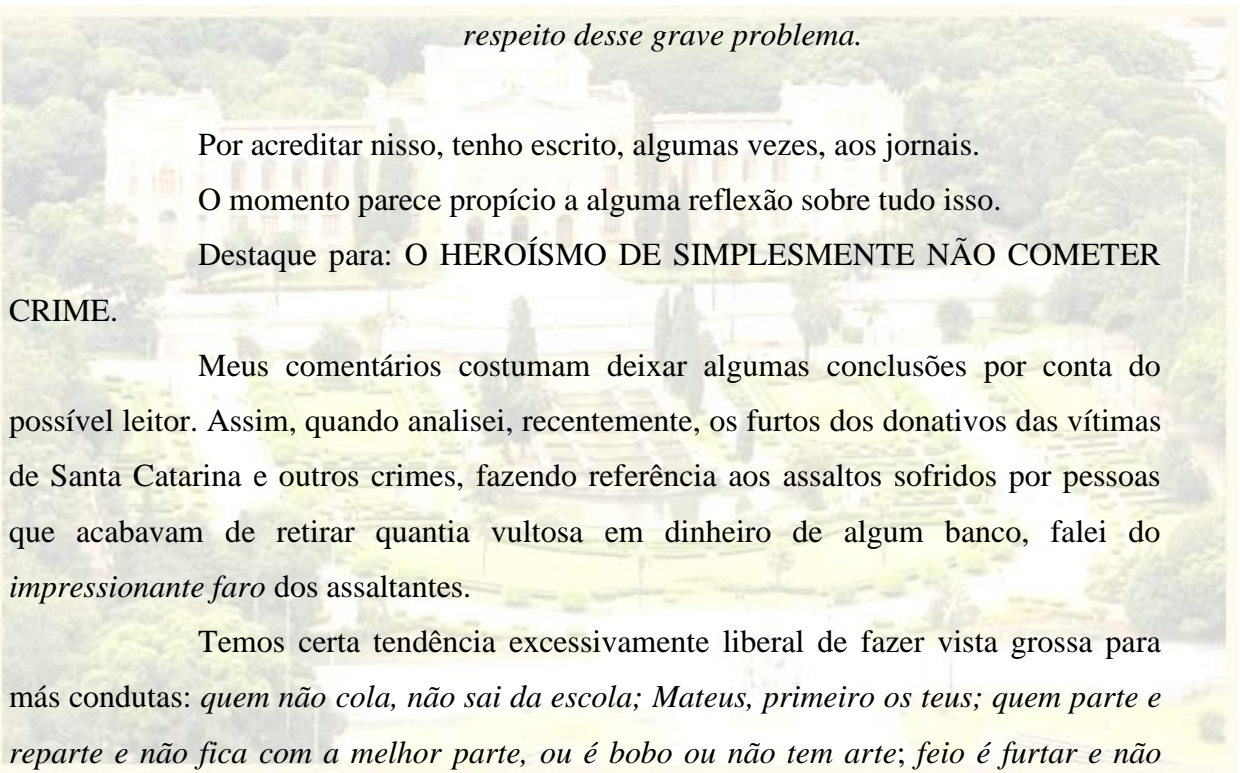 respeito desse grave problema.
Por acreditar nisso, tenho escrito, algumas vezes, aos jornais.
O momento parece propício a alguma reflexão sobre tudo isso.
Destaque para: O HEROÍSMO DE SIMPLESMENTE NÃO COMETER
CRIME.
Meus comentários costumam deixar algumas conclusões por conta do
possível leitor. Assim, quando analisei, recentemente, os furtos dos donativos das vítimas
de Santa Catarina e outros crimes, fazendo referência aos assaltos sofridos por pessoas
que acabavam de retirar quantia vultosa em dinheiro de algum banco, falei do
impressionante faro dos assaltantes.
Temos certa tendência excessivamente liberal de fazer vista grossa para
más condutas: quem não cola, não sai da escola; Mateus, primeiro os teus; quem parte e
reparte e não fica com a melhor parte, ou é bobo ou não tem arte; feio é furtar e não